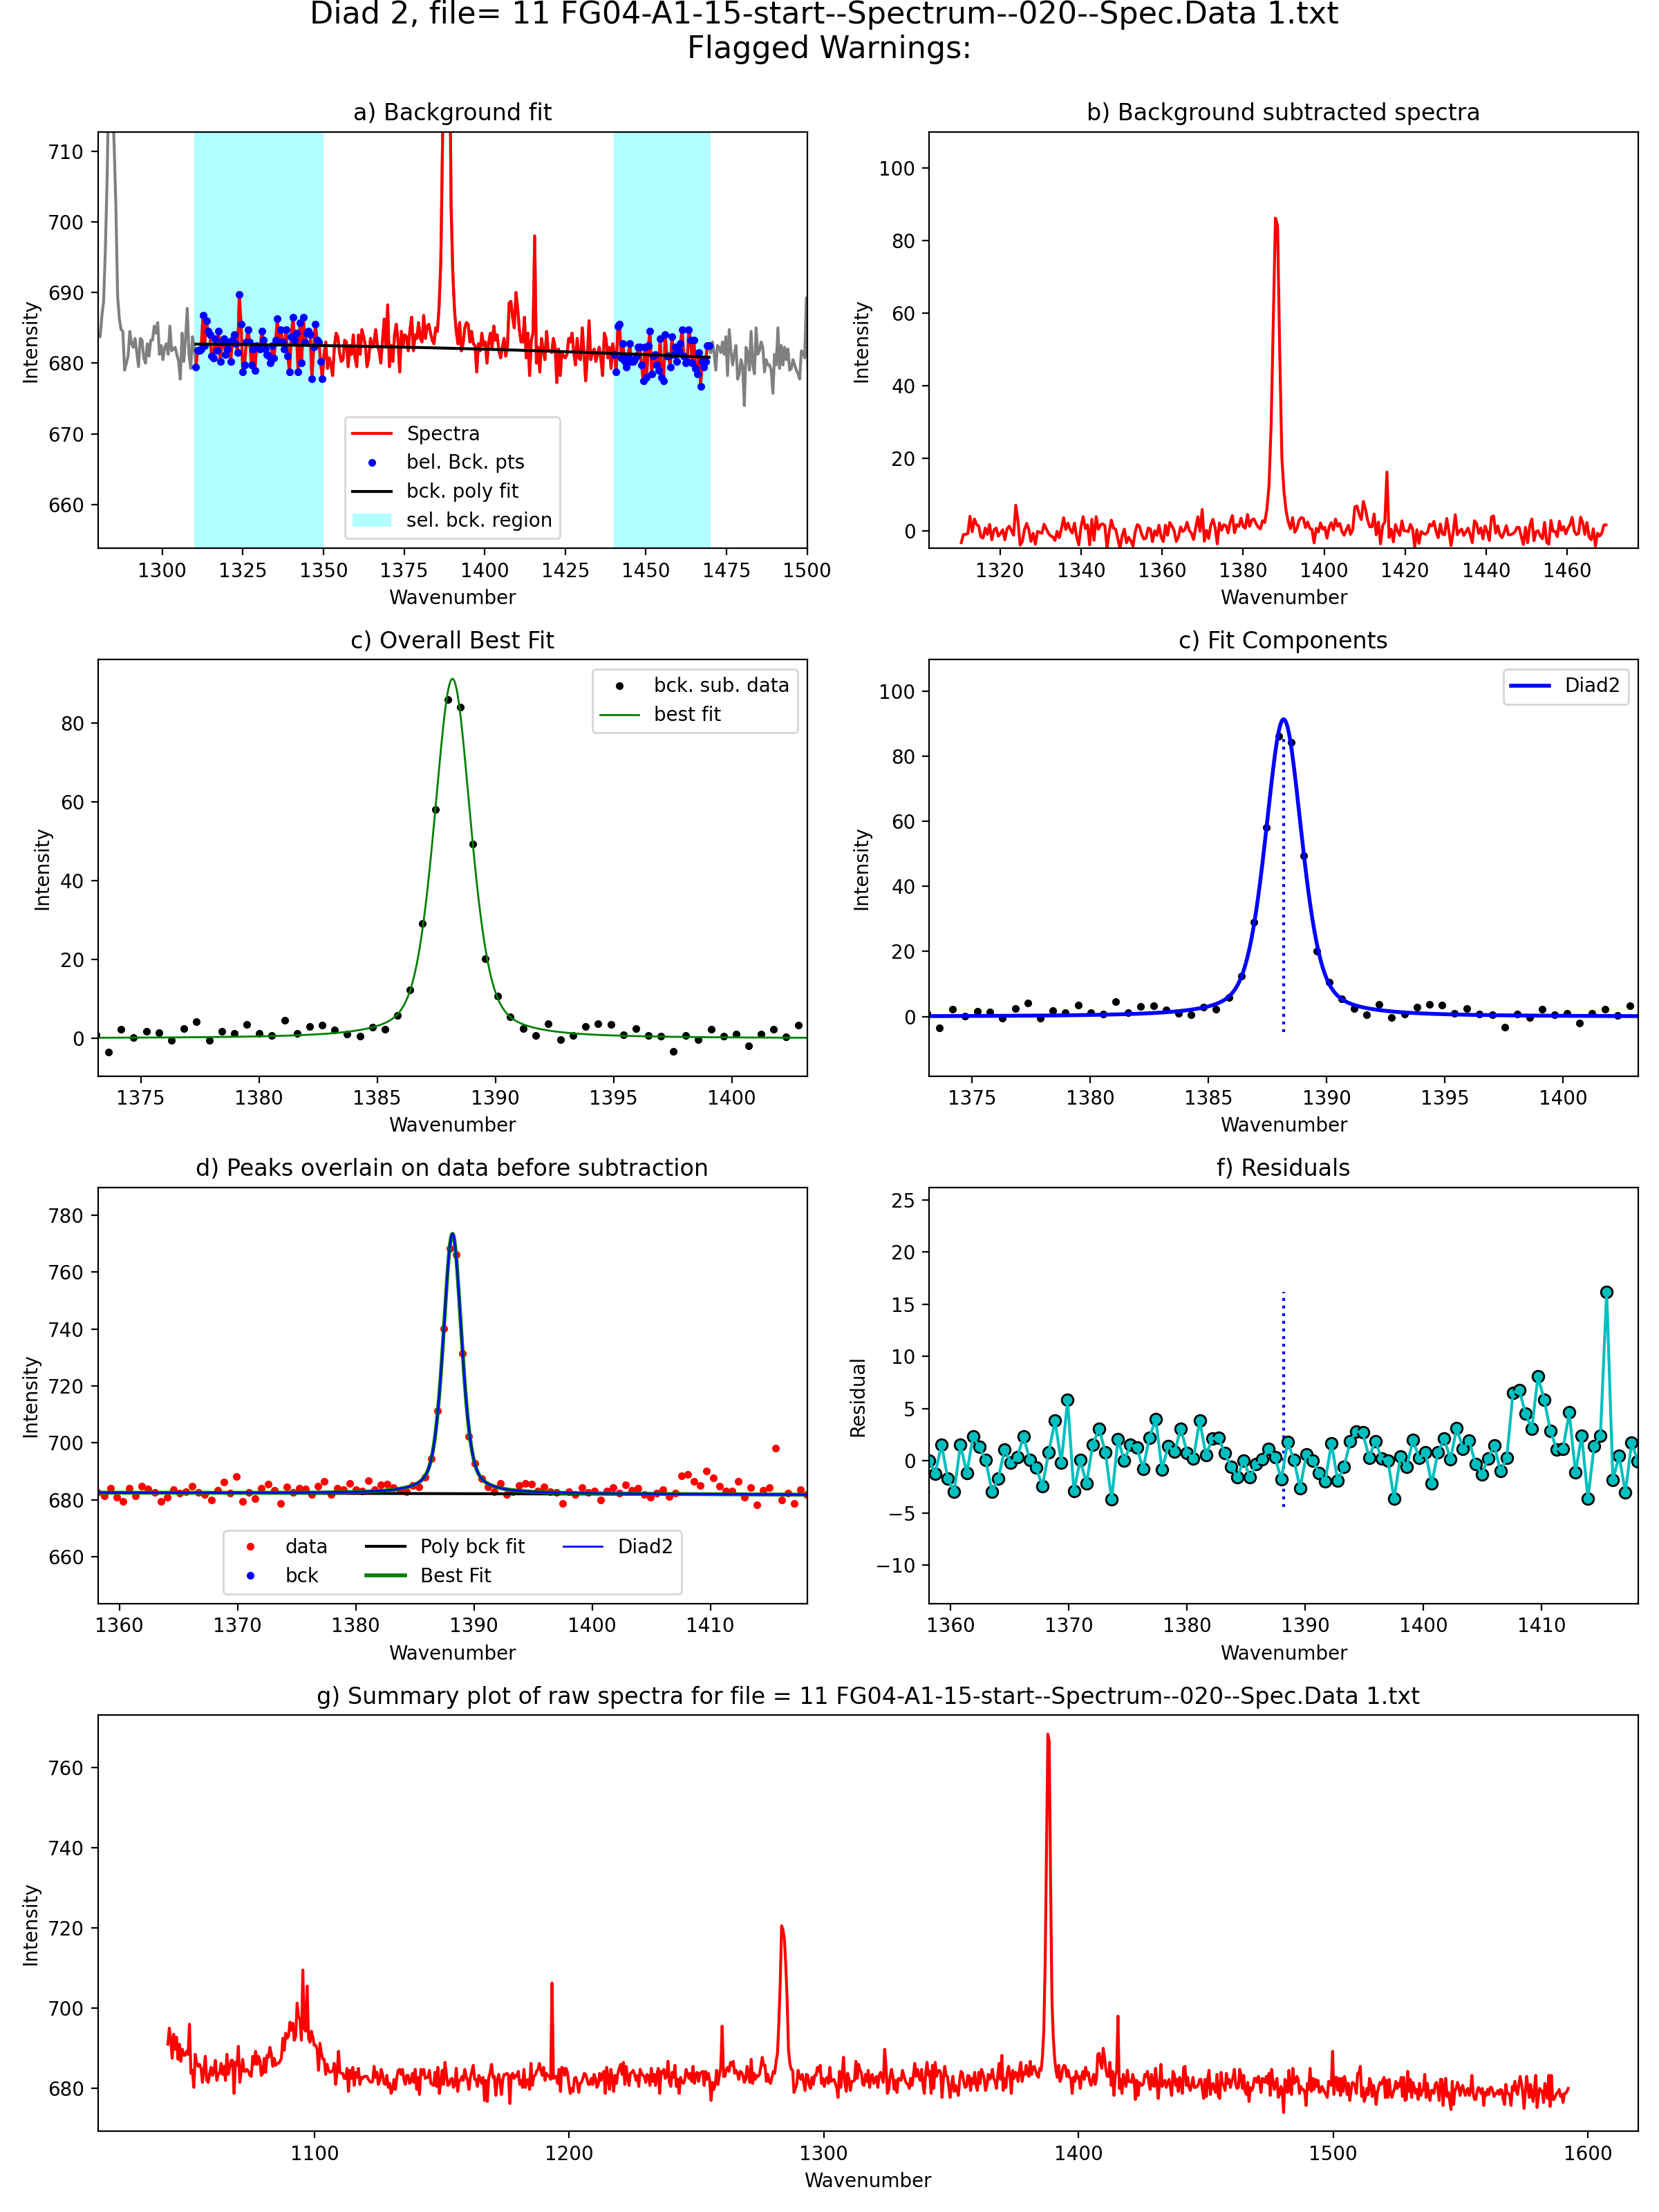 Diad 2, file= 11 FG04-A1-15-start--Spectrum--020--Spec.Data 1.txt
Flagged Warnings:
a) Background fit
710
700
690
680
670
660
Intensity
Spectra
bel. Bck. pts
bck. poly fit
sel. bck. region
1300 1325 1350 1375 1400 1425 1450 1475 1500
Wavenumber
b) Background subtracted spectra
100
80
60
40
20
0
Intensity
1320 1340 1360 1380 1400 1420 1440 1460
Wavenumber
c) Overall Best Fit
80
60
40
20
0
Intensity
bck. sub. data
best fit
1375 1380 1385 1390 1395 1400
Wavenumber
c) Fit Components
100
80
60
40
20
0
Intensity
Diad2
1375 1380 1385 1390 1395 1400
Wavenumber
d) Peaks overlain on data before subtraction
780
760
740
720
700
680
660
Intensity
data
bck
Poly bck fit
Best Fit
Diad2
1360 1370 1380 1390 1400 1410
Wavenumber
f) Residuals
25
20
15
10
5
0
−5
−10
Residual
1360 1370 1380 1390 1400 1410
Wavenumber
g) Summary plot of raw spectra for file = 11 FG04-A1-15-start--Spectrum--020--Spec.Data 1.txt
760
740
720
700
680
Intensity
1100 1200 1300 1400 1500 1600
Wavenumber